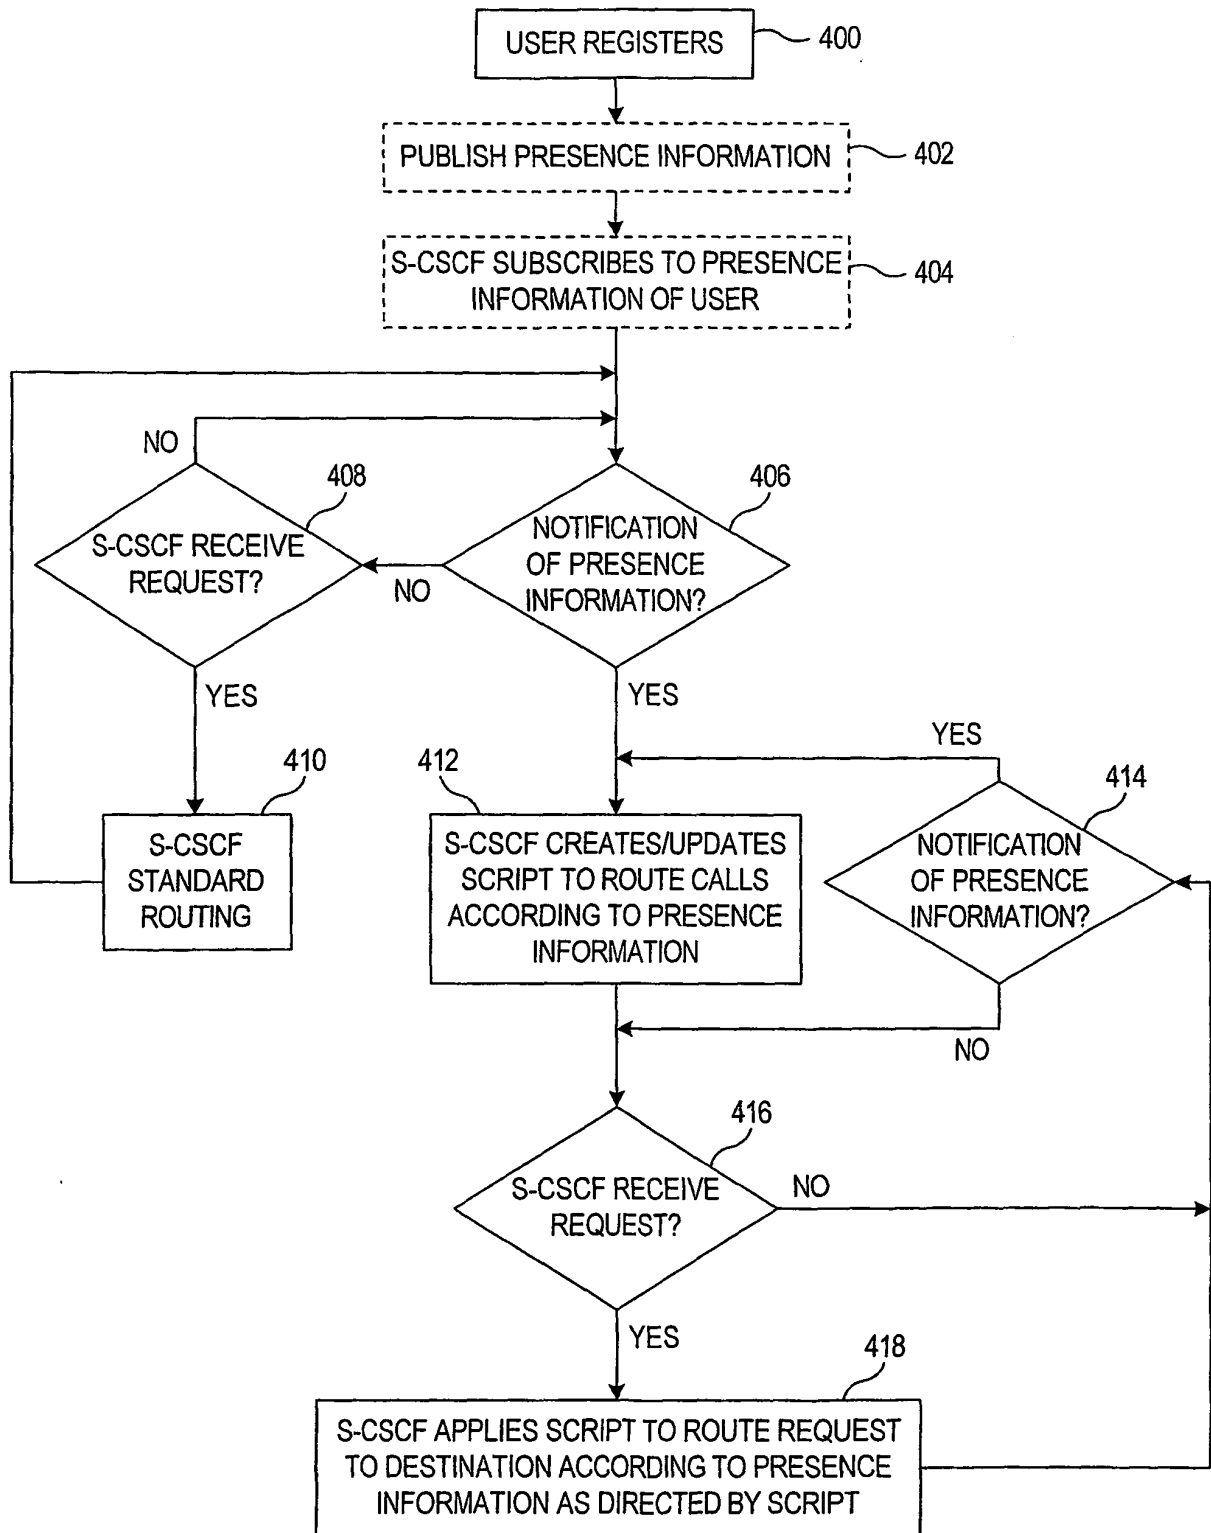 USER REGISTERS
400
PUBLISH PRESENCE INFORMATION
402
S-CSCF SUBSCRIBES TO PRESENCE
INFORMATION OF USER
404
NO
408
S-CSCF RECEIVE
REQUEST?
406
NOTIFICATION
OF PRESENCE
INFORMATION?
NO
YES
YES
410
S-CSCF
STANDARD
ROUTING
412
S-CSCF CREATES/UPDATES
SCRIPT TO ROUTE CALLS
ACCORDING TO PRESENCE
INFORMATION
YES
414
NOTIFICATION
OF PRESENCE
INFORMATION?
NO
416
S-CSCF RECEIVE
REQUEST?
NO
YES
418
S-CSCF APPLIES SCRIPT TO ROUTE REQUEST
TO DESTINATION ACCORDING TO PRESENCE
INFORMATION AS DIRECTED BY SCRIPT